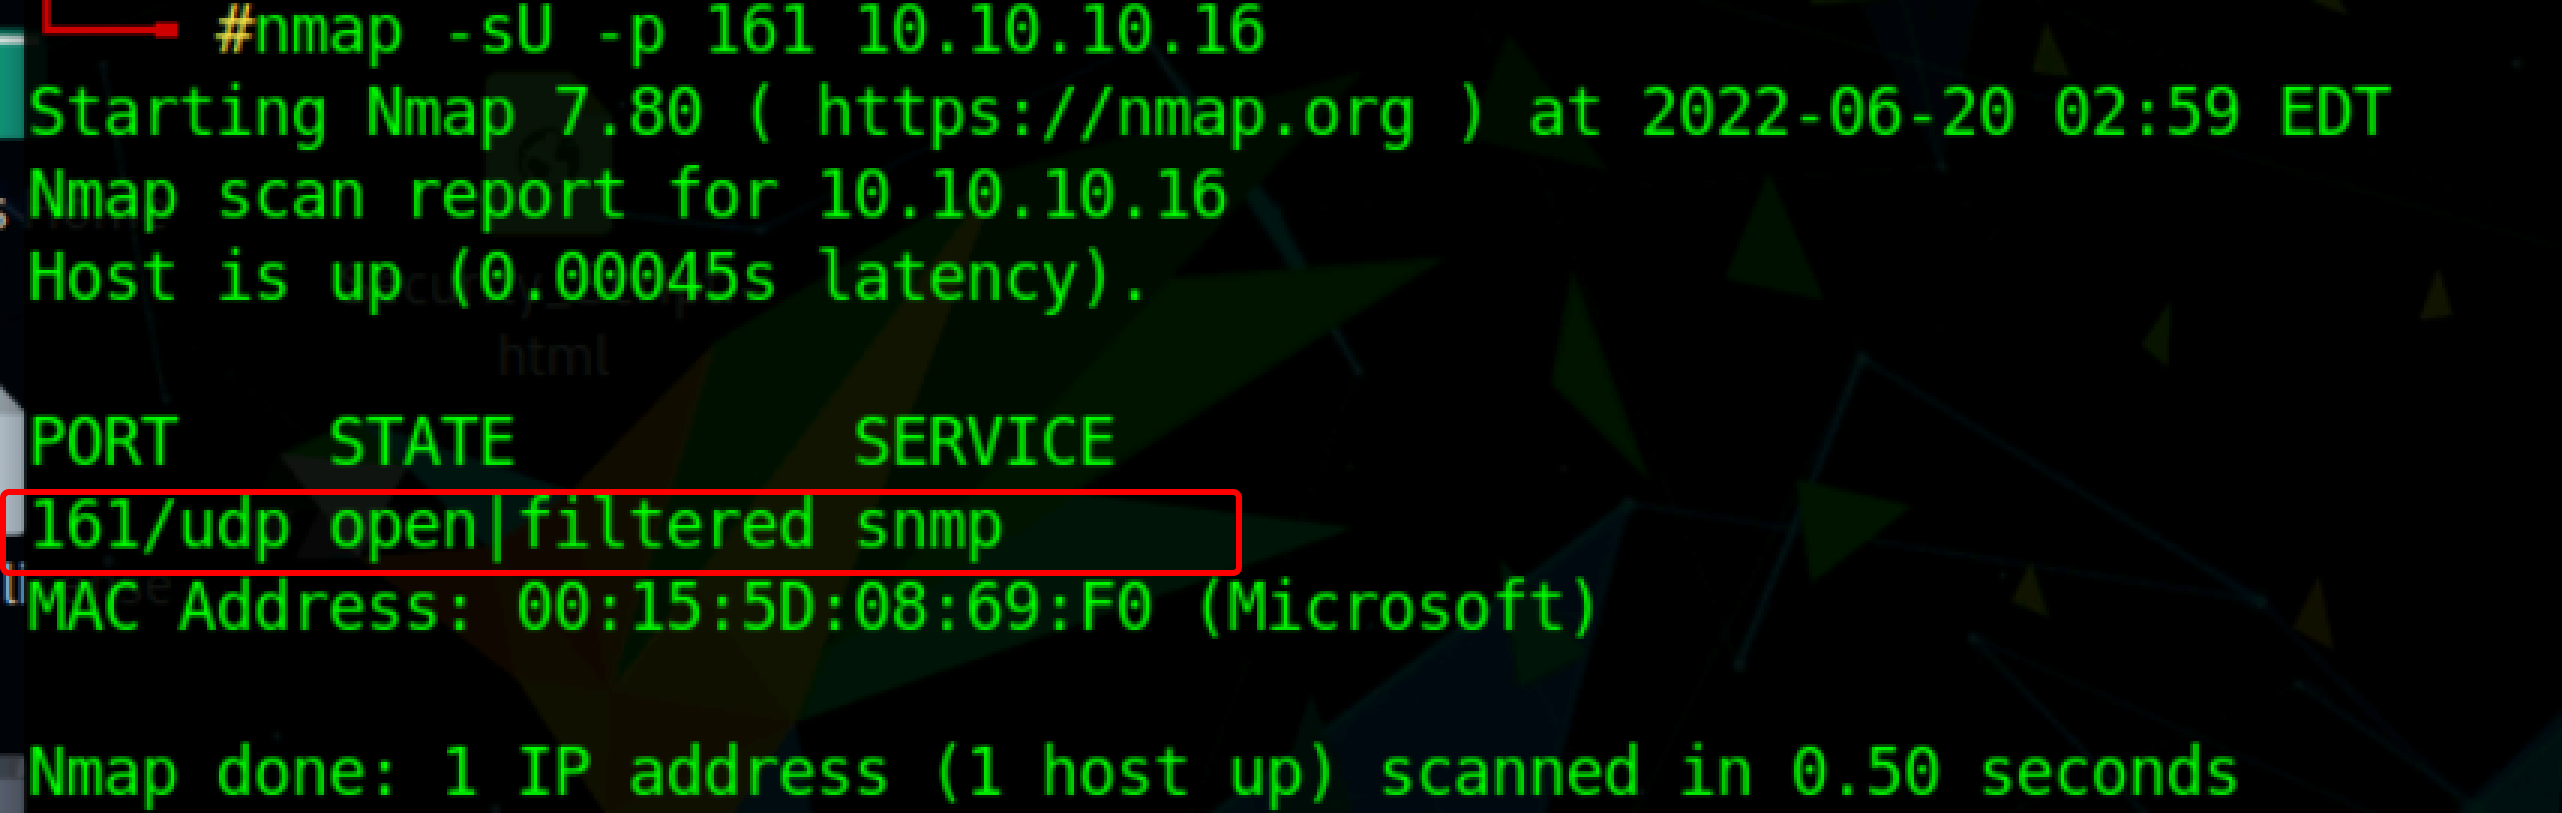 #nmap -sU -p 161 10.10.10.16
Starting Nmap 7.80 ( https://nmap.org ) at 2022-06-20 02:59 EDT
Nmap scan report for 10.10.10.16
Host is up (0.00045s latency).
html
PORT STATE SERVICE
161/udp open|filtered snmp
MAC Address: 00:15:5D:08:69:F0 (Microsoft)
Nmap done: 1 IP address (1 host up) scanned in 0.50 seconds